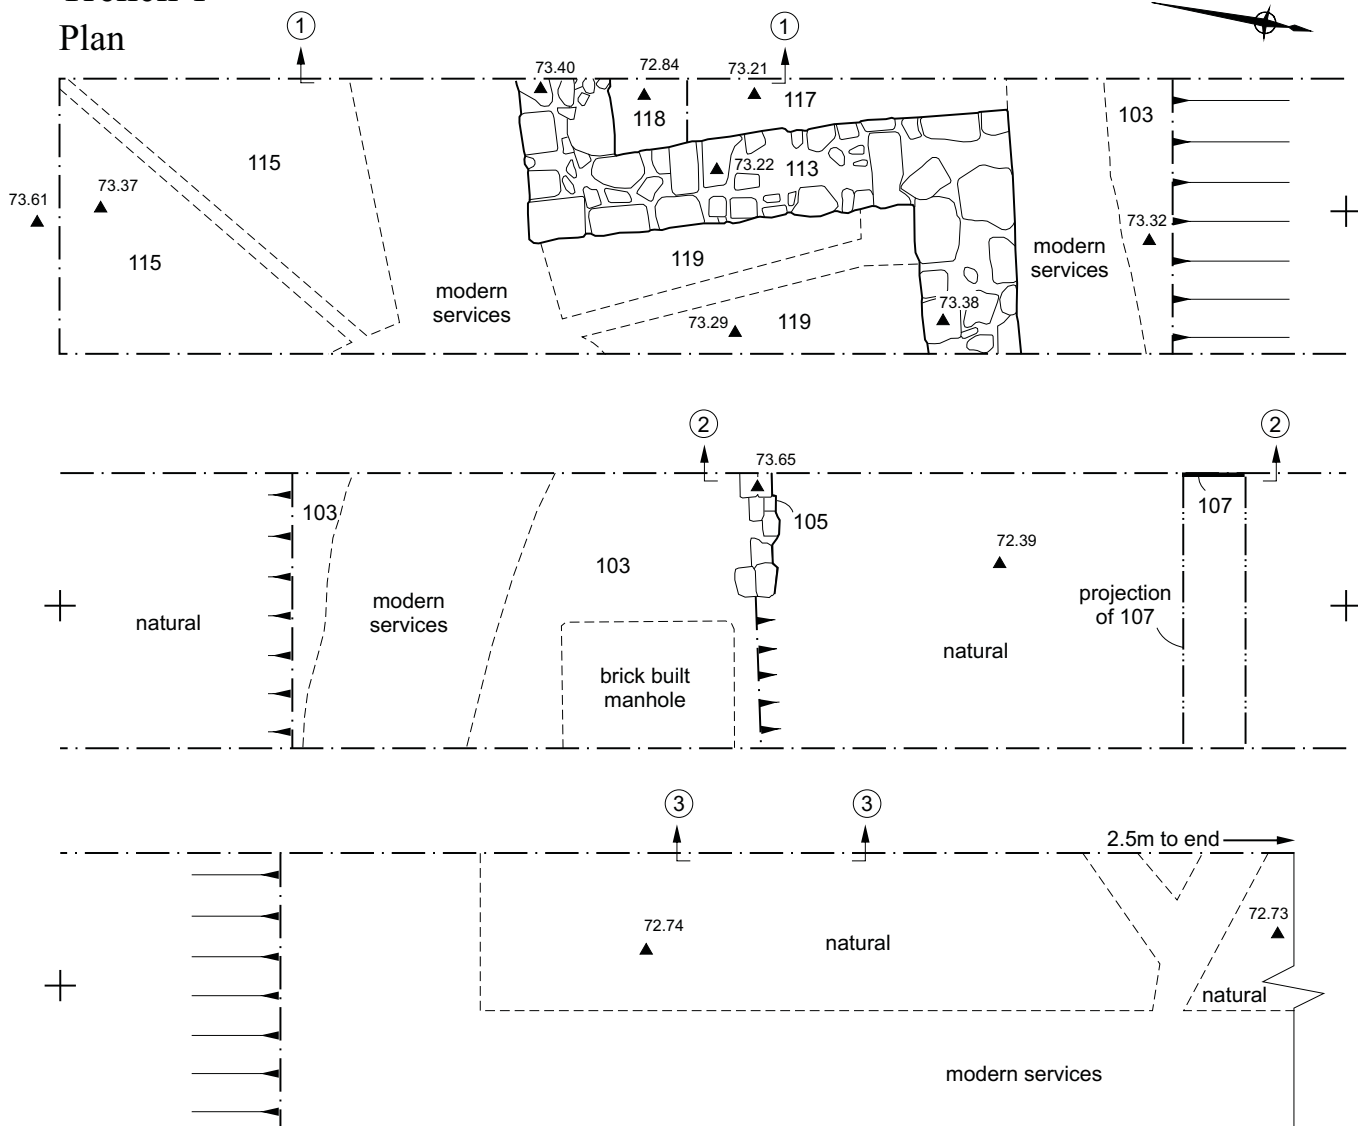 Plan
1
1
73.40
72.84
73.21
117
118
103
115
73.22
113
73.37
73.61
73.32
115
119
modern
services
modern
services
73.38
73.29
119
2
2
73.65
103
107
105
72.39
103
projection
of 107
modern
services
natural
natural
brick built
manhole
3
3
2.5m to end
72.73
72.74
natural
natural
modern services